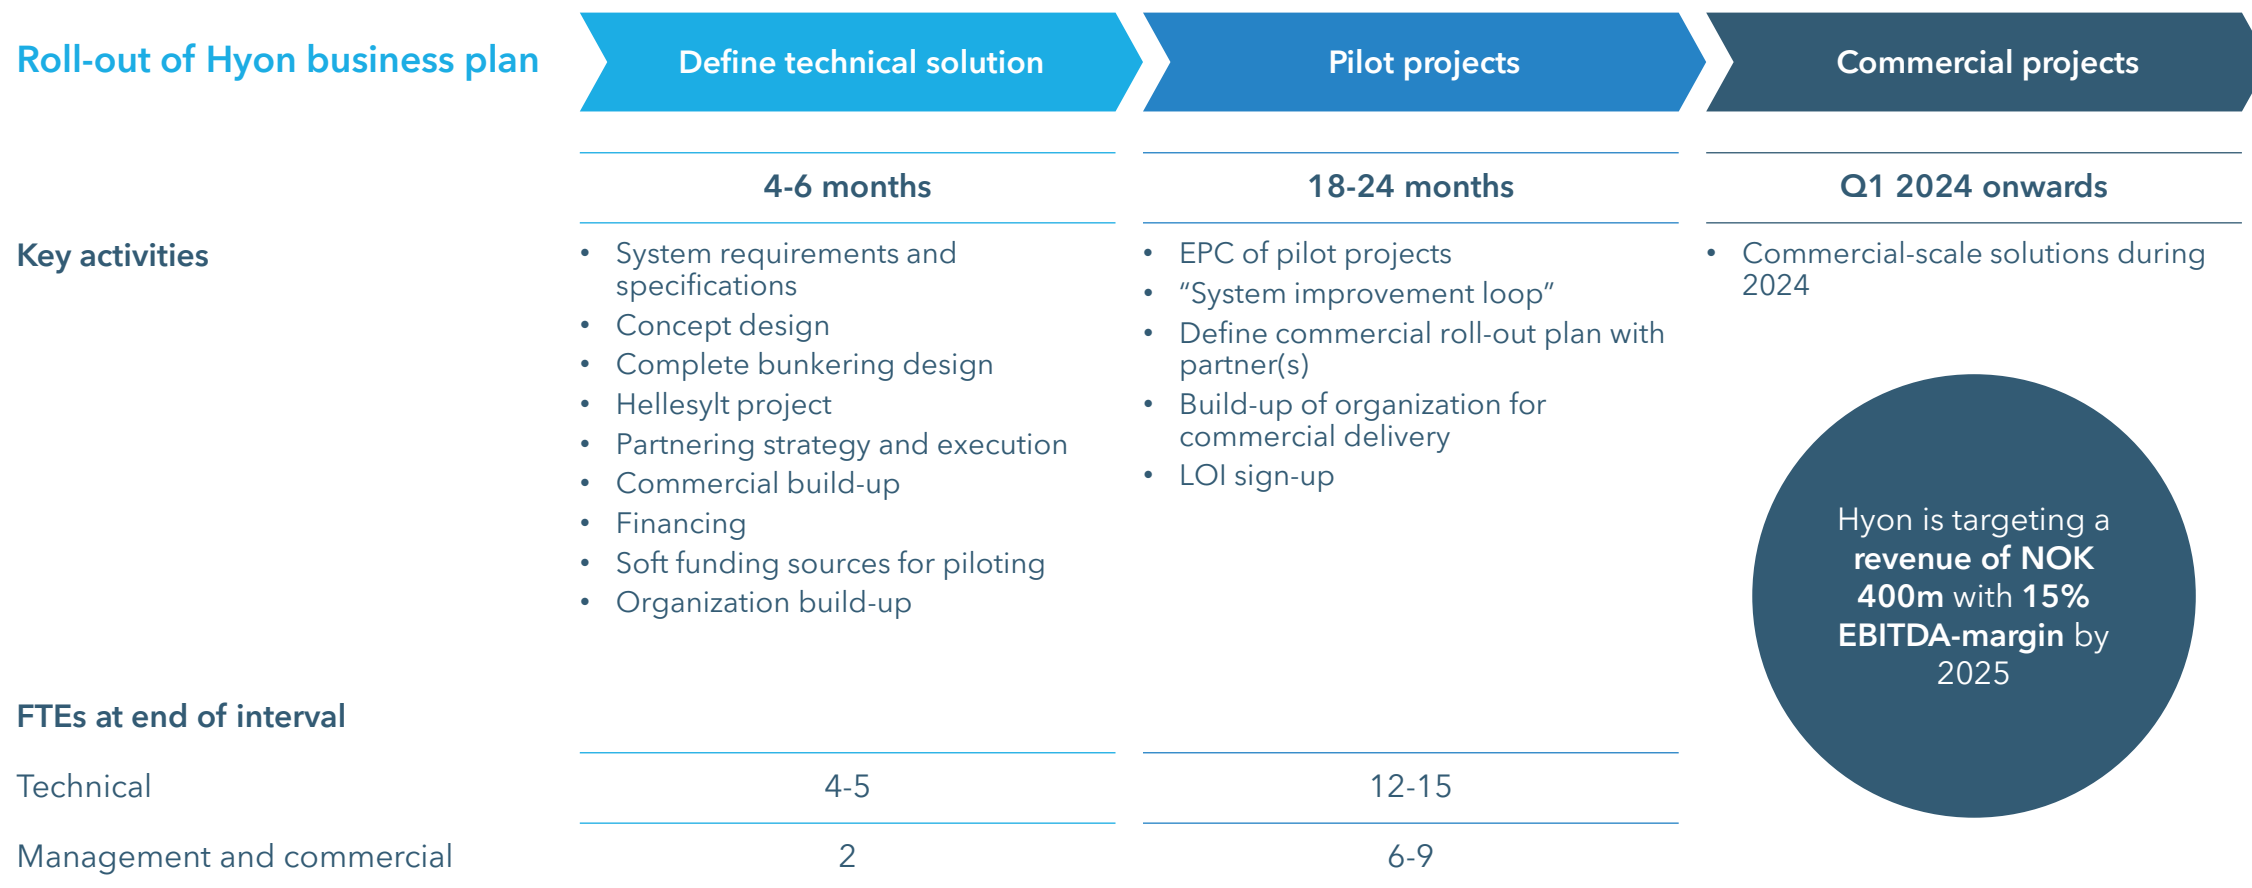 Roll-out of Hyon business plan
Define technical solution
Pilot projects
Commercial projects
4-6 months
18-24 months
Q1 2024 onwards
Key activities
• System requirements and
specifications
• Concept design
• Complete bunkering design
• Hellesylt project
• Partnering strategy and execution
• Commercial build-up
• Financing
• Soft funding sources for piloting
• Organization build-up
• EPC of pilot projects
• “System improvement loop”
• Define commercial roll-out plan with
partner(s)
• Build-up of organization for
commercial delivery
• LOI sign-up
• Commercial-scale solutions during
2024
Hyon is targeting a
revenue of NOK
400m with 15%
EBITDA-margin by
2025
FTEs at end of interval
Technical
4-5
12-15
Management and commercial
2
6-9